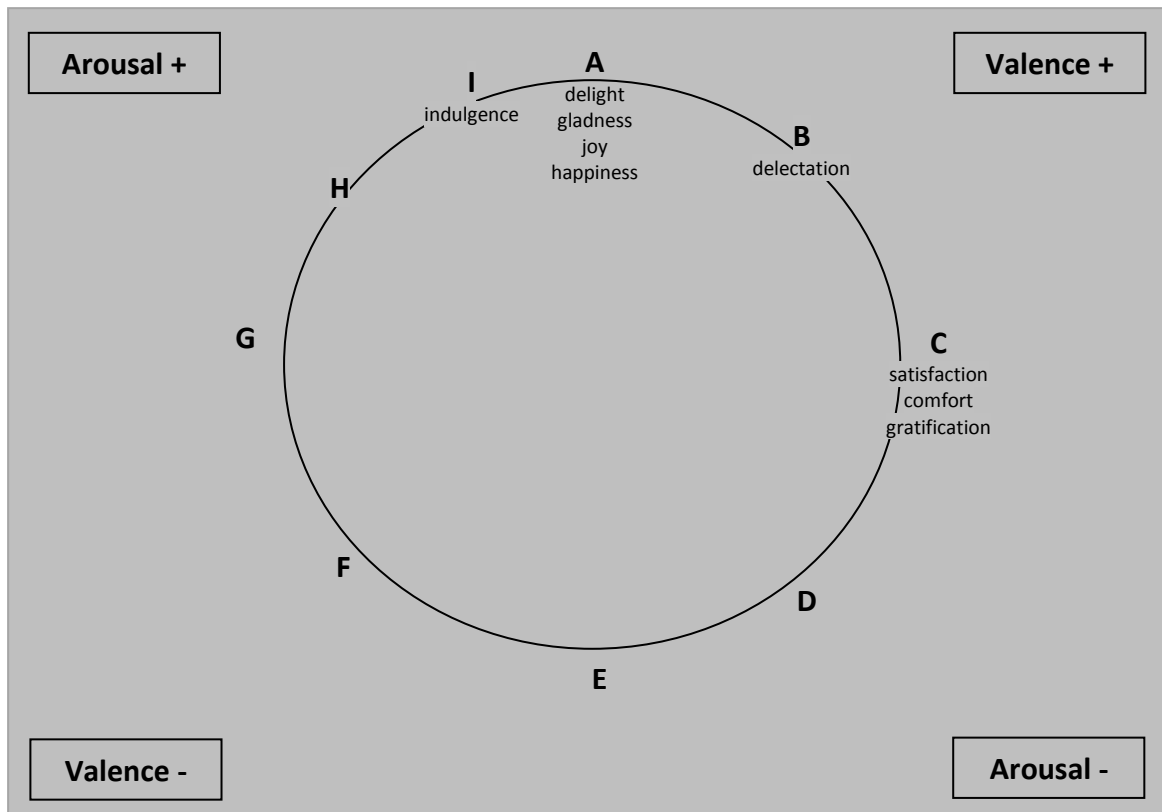 Arousal +
Valence +
A
delight
gladness
joy
happiness
I
indulgence
B
delectation
H
G
C
satisfaction
comfort
gratification
F
D
E
Valence -
Arousal -